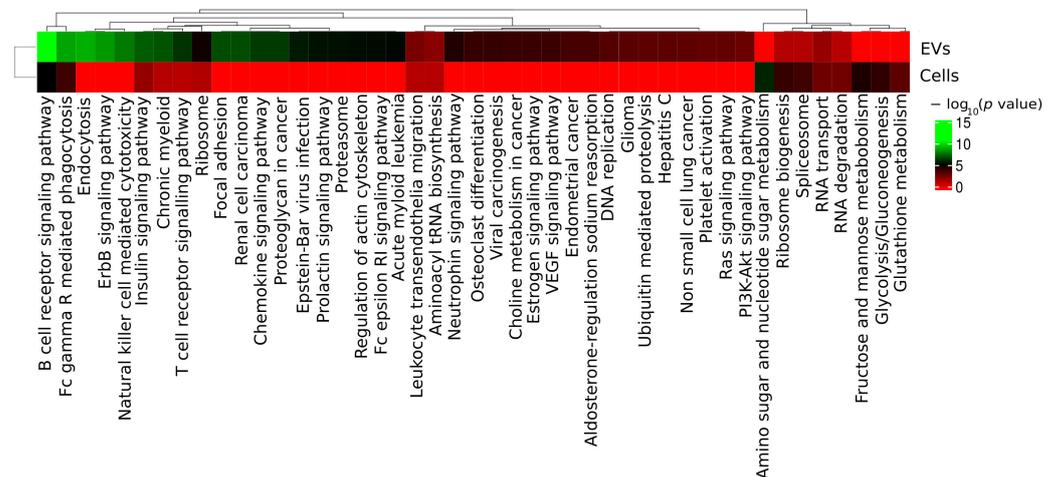 EVs
Cells
− log10(p value)
15
10
5
0
B cell receptor signaling pathway
Fc gamma R mediated phagocytosis
Endocytosis
ErbB signaling pathway
Natural killer cell mediated cytotoxicity
Insulin signaling pathway
Chronic myeloid
T cell receptor signalling pathway
Ribosome
Focal adhesion
Renal cell carcinoma
Chemokine signaling pathway
Proteoglycan in cancer
Epstein-Bar virus infection
Prolactin signaling pathway
Proteasome
Regulation of actin cytoskeleton
Fc epsilon RI signaling pathway
Acute myloid leukemia
Leukocyte transendothelia migration
Aminoacyl tRNA biosynthesis
Neutrophin signaling pathway
Osteoclast differentiation
Viral carcinogenesis
Choline metabolism in cancer
Estrogen signaling pathway
VEGF signaling pathway
Endometrial cancer
Aldosterone-regulation sodium reasorption
DNA replication
Glioma
Ubiquitin mediated proteolysis
Hepatitis C
Non small cell lung cancer
Platelet activation
Ras signaling pathway
PI3K-Akt signaling pathway
Amino sugar and nucleotide sugar metabolism
Ribosome biogenesis
Spliceosome
RNA transport
RNA degradation
Fructose and mannose metabobolism
Glycolysis/Gluconeogenesis
Glutathione metabolism